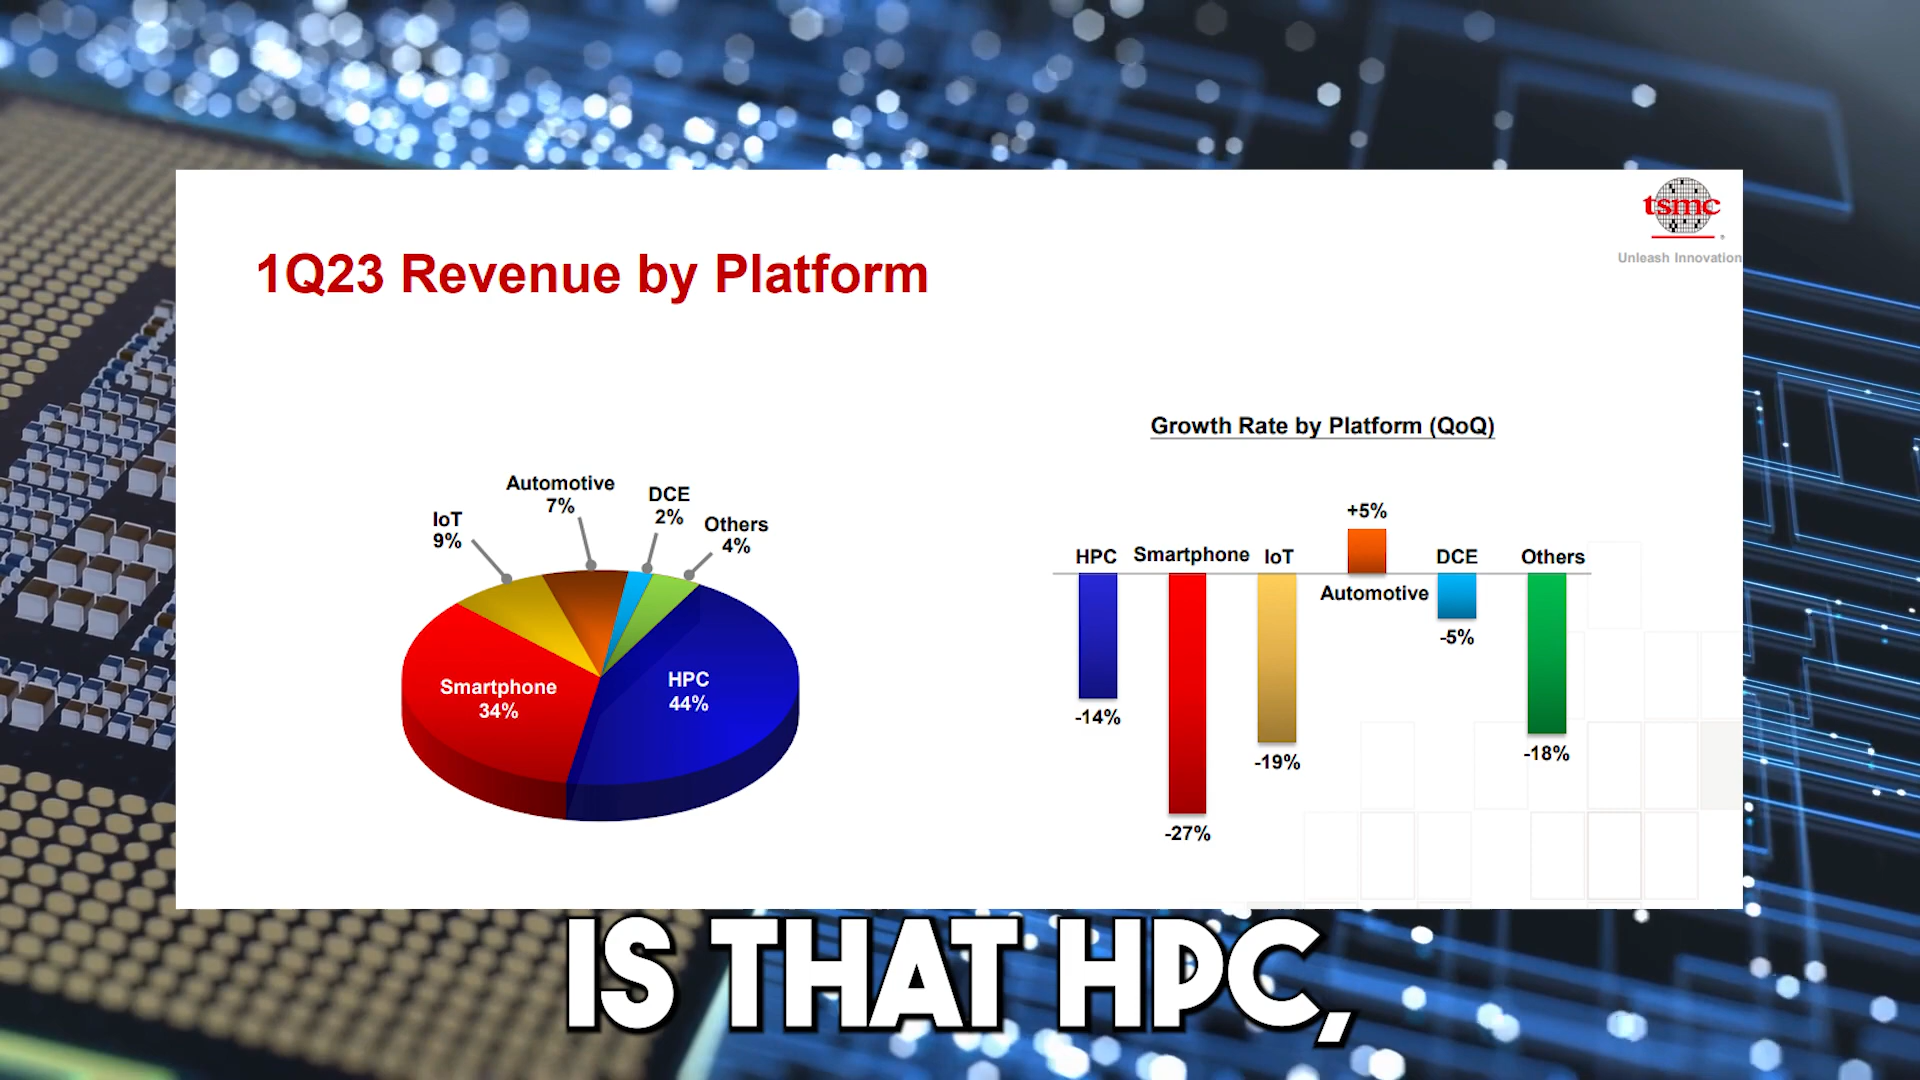 tsmc
Unleash Innovation
1Q23 Revenue by Platform
Automotive
7%
DCE
2%
IoT
9%
Others
4%
Smartphone
34%
HPC
44%
Growth Rate by Platform (QoQ)
+5%
HPC Smartphone IoT DCE Others
Automotive
-5%
-14%
-18%
-19%
-27%
IS THAT HPC,